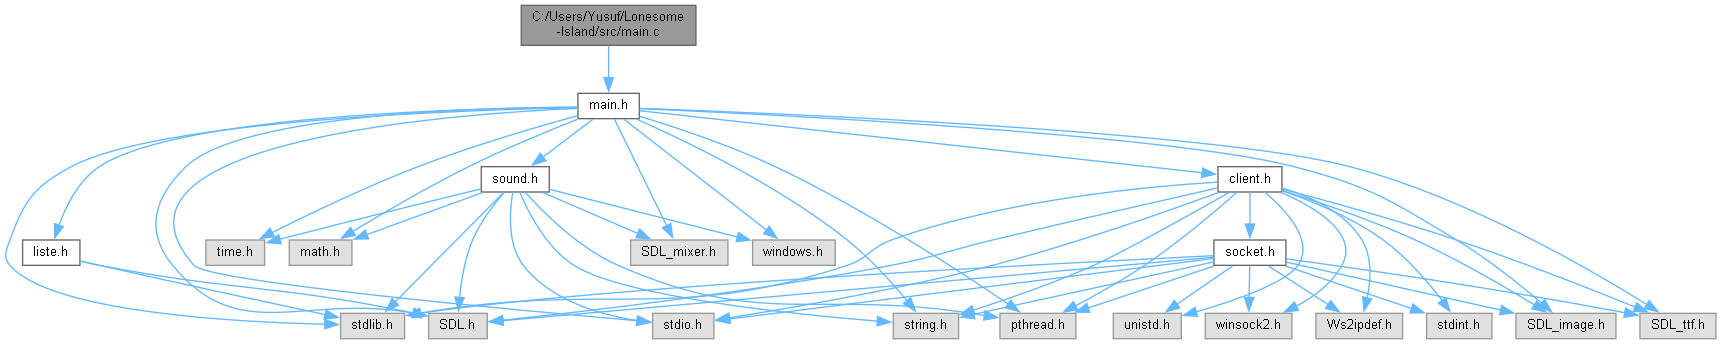 C:/Users/Yusuf/Lonesome
-Island/src/main.c
main.h
sound.h
client.h
liste.h
time.h
math.h
SDL_mixer.h
windows.h
socket.h
stdlib.h
SDL.h
stdio.h
string.h
pthread.h
unistd.h
winsock2.h
Ws2ipdef.h
stdint.h
SDL_image.h
SDL_ttf.h